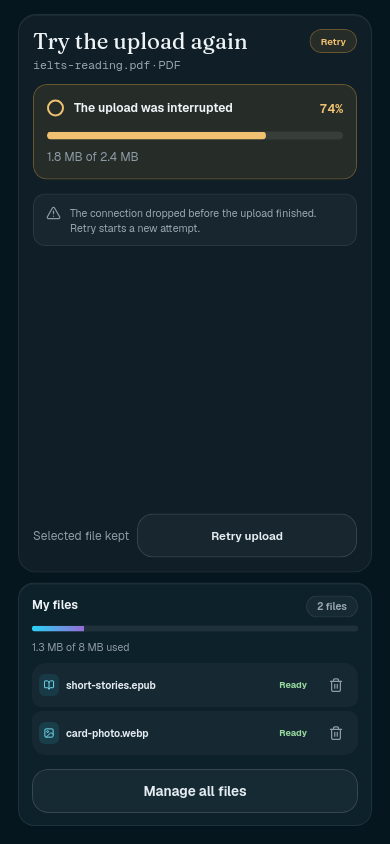 Try the upload again
Retry
ielts-reading.pdf · PDF
The upload was interrupted
74%
1.8 MB of 2.4 MB
The connection dropped before the upload finished.
Retry starts a new attempt.
Selected file kept
Retry upload
My files
2 files
1.3 MB of 8 MB used
short-stories.epub
Ready
card-photo.webp
Ready
Manage all files